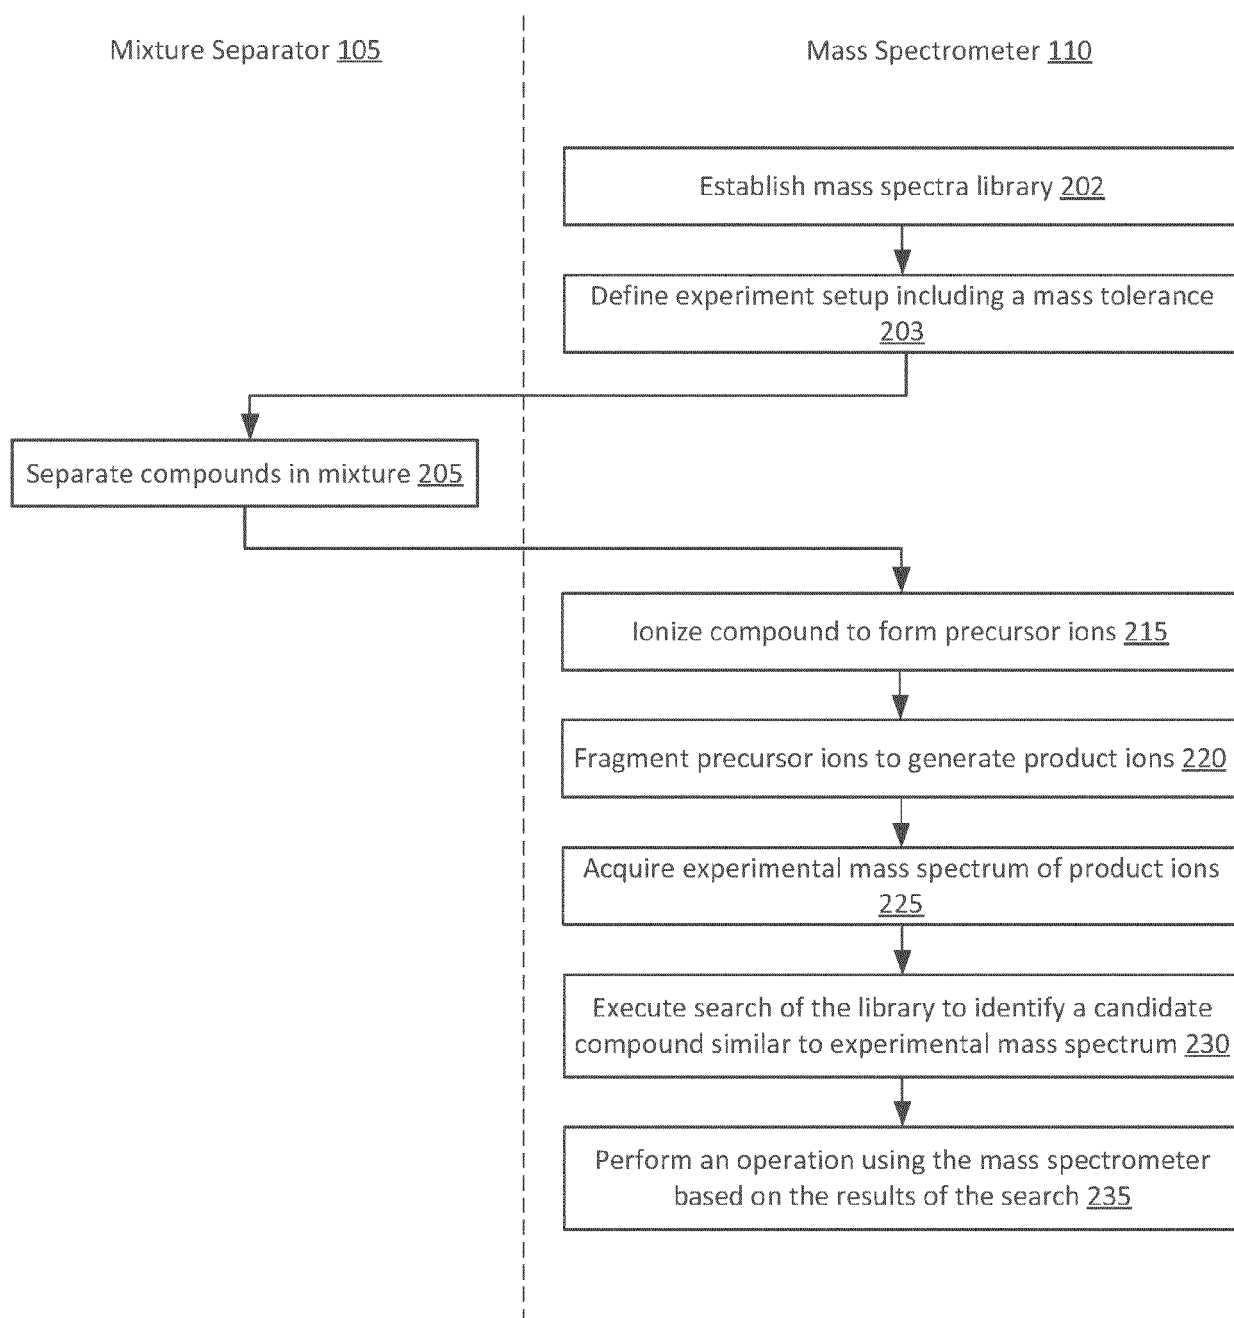 Mixture Separator 105
Mass Spectrometer 110
Establish mass spectra library 202
Define experiment setup including a mass tolerance
203
Separate compounds in mixture 205
Ionize compound to form precursor ions 215
Fragment precursor ions to generate product ions 220
Acquire experimental mass spectrum of product ions
225
Execute search of the library to identify a candidate
compound similar to experimental mass spectrum 230
Perform an operation using the mass spectrometer
based on the results of the search 235